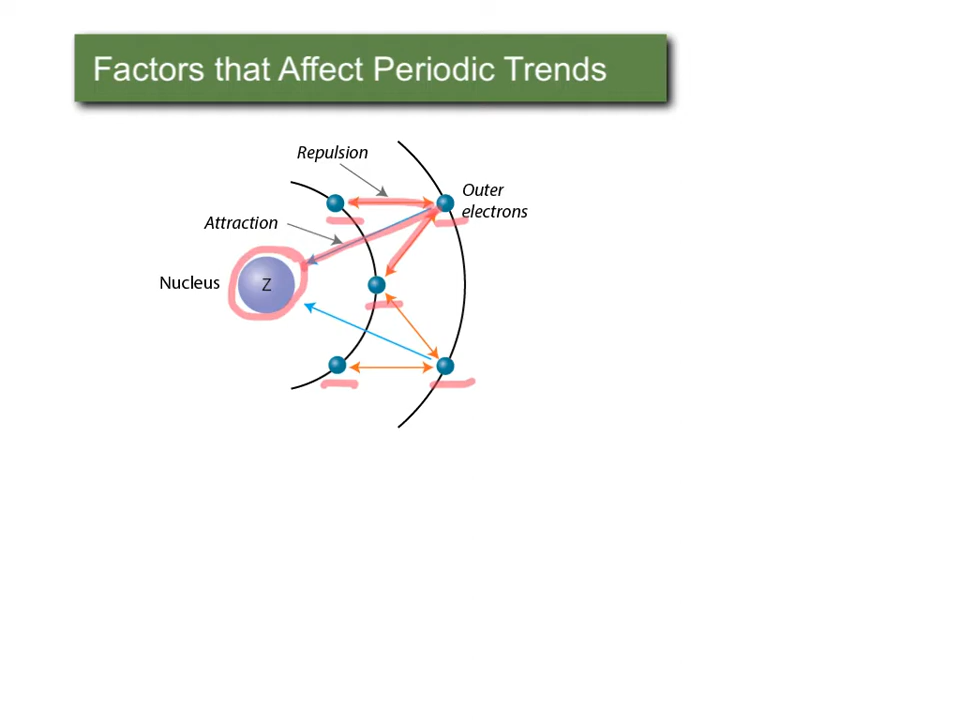 Factors that Affect Periodic Trends
Repulsion
Outer
electrons
Attraction
Nucleus
Z